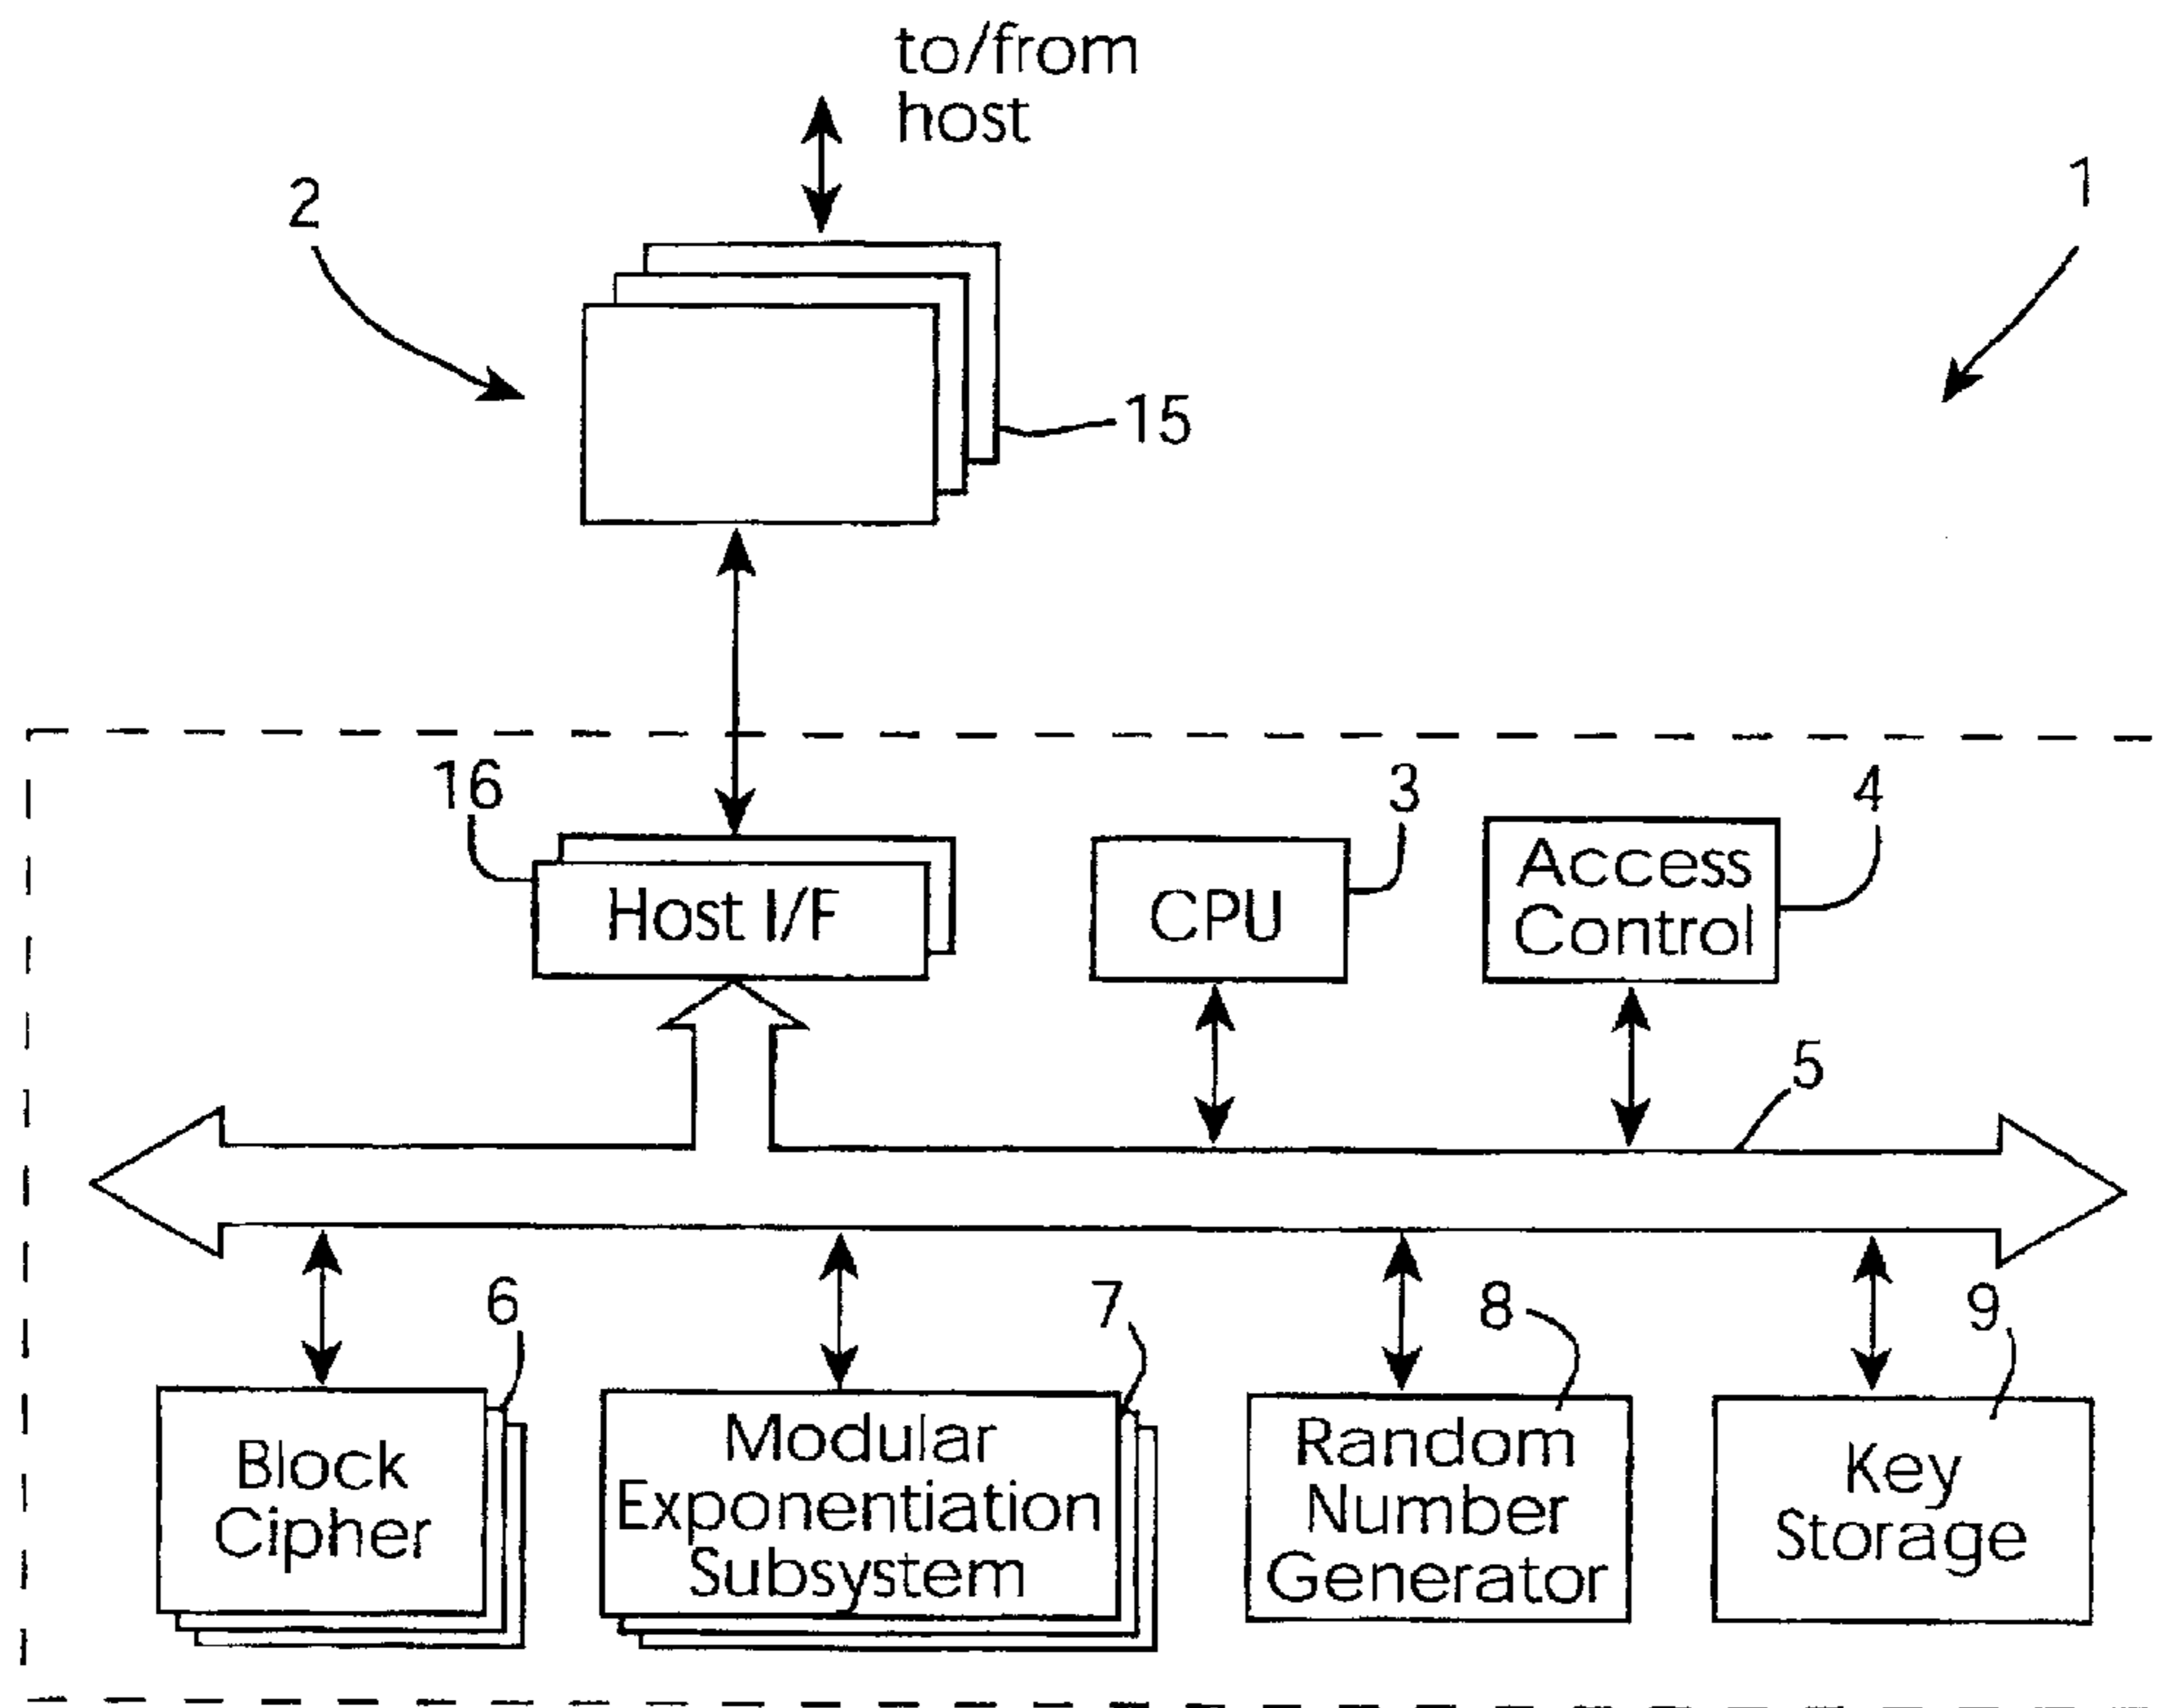 to/from
host
2
1
15
16
3
4
Host I/F
CPU
Access
Control
5
6
7
8
9
Block
Cipher
Modular
Exponentiation
Subsystem
Random
Number
Generator
Key
Storage